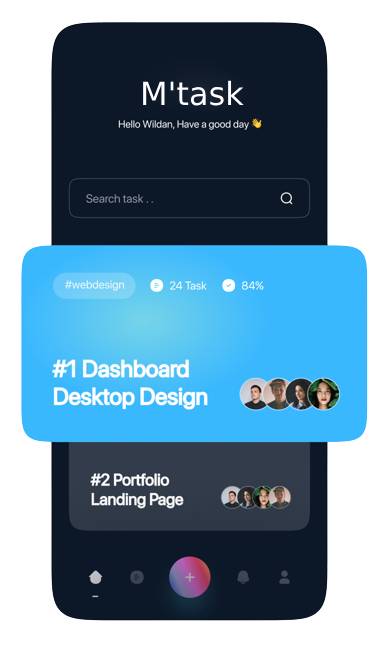 M'task
Hello Wildan, Have a good day 👋
Search task . .
#webdesign 24 Task 84%
#1 Dashboard
Desktop Design
#2 Portfolio
Landing Page